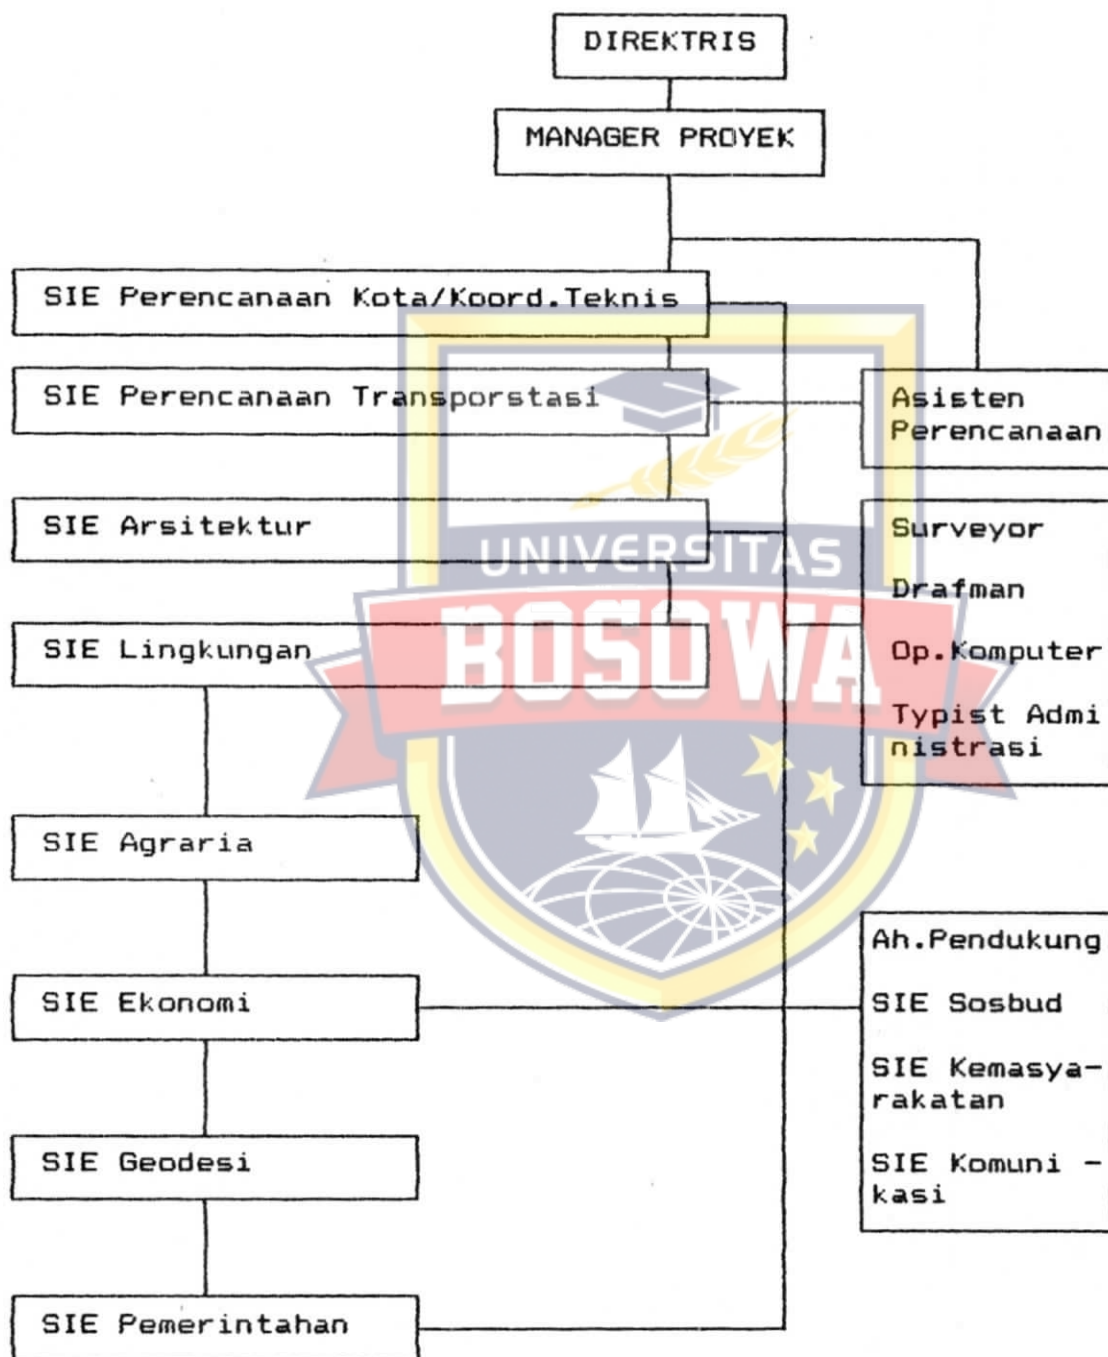 DIREKTRIS
MANAGER PROYEK
SIE Perencanaan Kota/Koord.Teknis
SIE Perencanaan Transporstasi
Asisten
Perencanaan
SIE Arsitektur
Surveyor
UNIVERSITAS
Drafman
BOSOWA
SIE Lingkungan
Op.Komputer
Typist Admi
nistrasi
SIE Agraria
Ah.Pendukung
SIE Ekonomi
SIE Sosbud
SIE Kemasya-
rakatan
SIE Geodesi
SIE Komuni -
kasi
SIE Pemerintahan